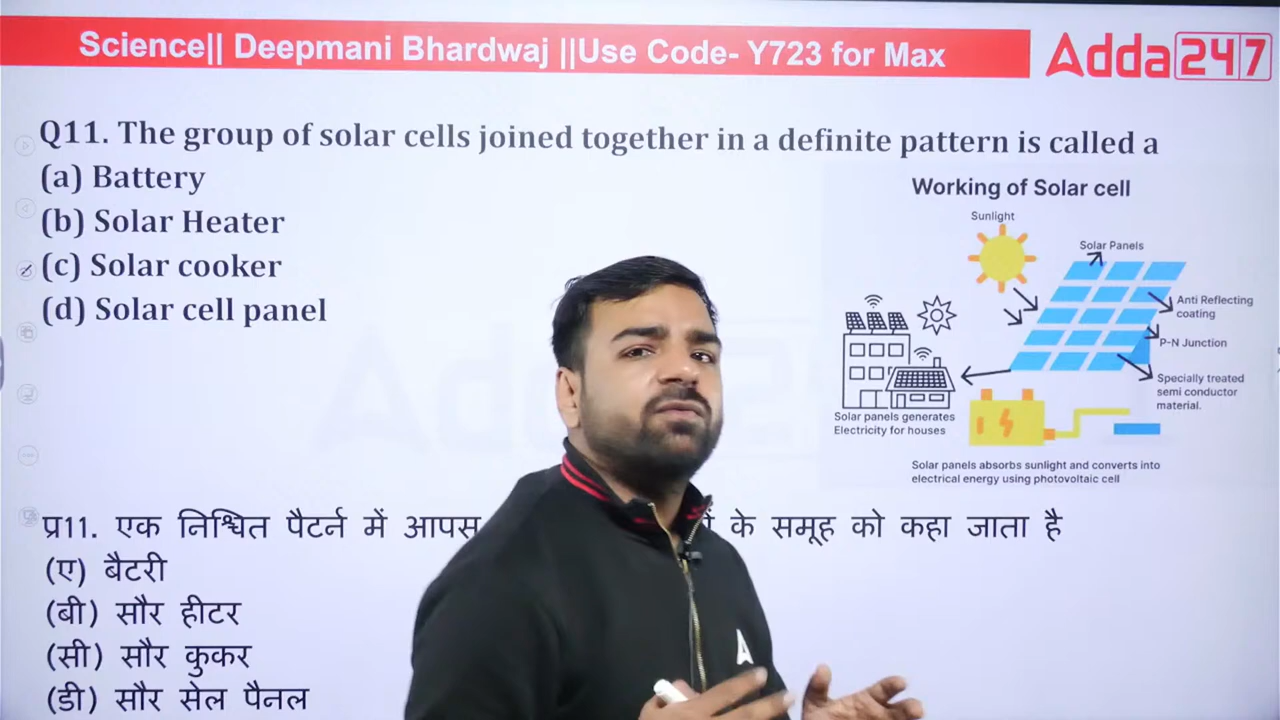 Science|| Deepmani Bhardwaj ||Use Code- Y723 for Max
Adda247
Q11. The group of solar cells joined together in a definite pattern is called a
(a) Battery
(b) Solar Heater
(c) Solar cooker
(d) Solar cell panel
Working of Solar cell
Sunlight
Solar Panels
Anti Reflecting
coating
P-N Junction
Specially treated
semi conductor
material.
Solar panels generates
Electricity for houses
Solar panels absorbs sunlight and converts into
electrical energy using photovoltaic cell
प्र11. एक निश्चित पैटर्न में आपस के समूह को कहा जाता है
(ए) बैटरी
(बी) सौर हीटर
(सी) सौर कुकर
(डी) सौर सेल पैनल